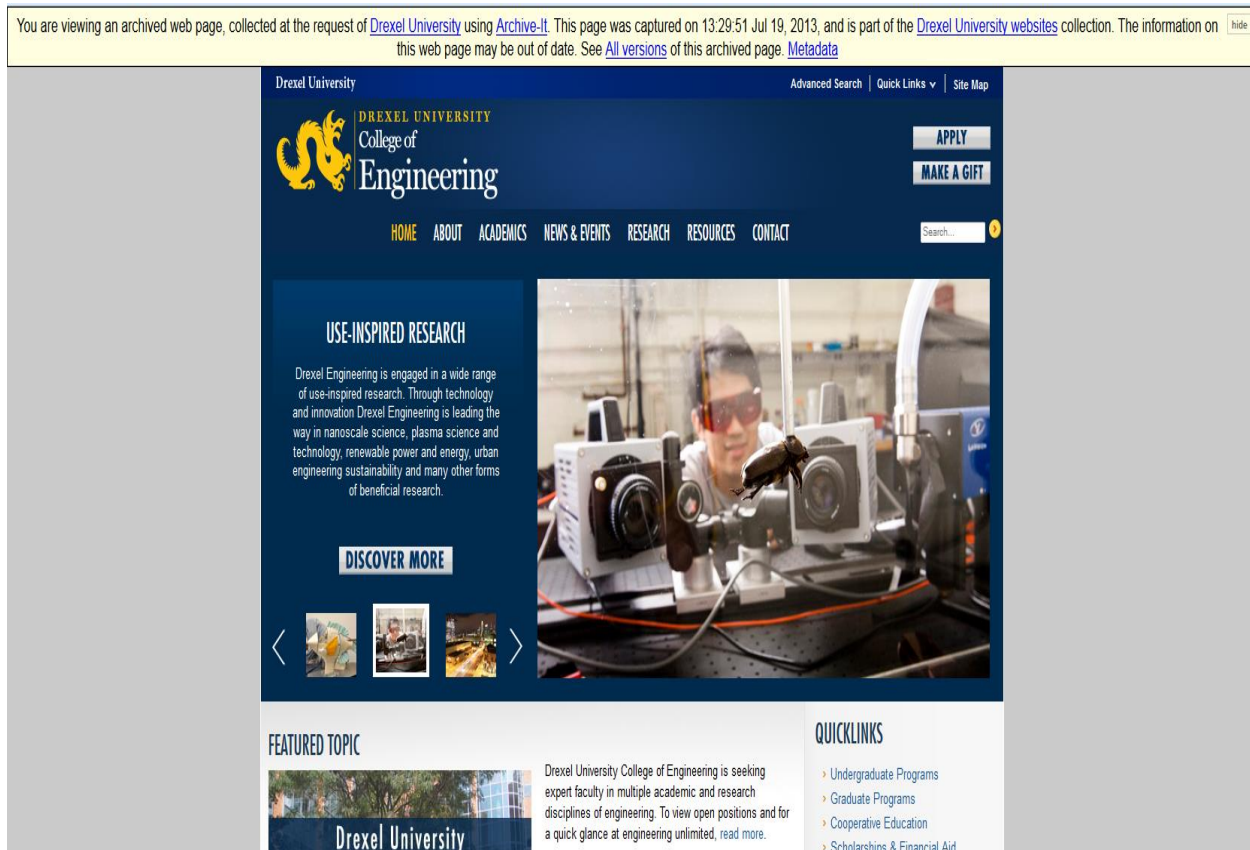 You are viewing an archived web page, collected at the request of Drexel University using Archive-It. This page was captured on 13:29:51 Jul 19, 2013, and is part of the Drexel University websites collection. The information on
this web page may be out of date. See All versions of this archived page. Metadata
hide
Drexel University
Advanced Search | Quick Links | Site Map
DREXEL UNIVERSITY
College of
Engineering
APPLY
MAKE A GIFT
HOME ABOUT ACADEMICS NEWS & EVENTS RESEARCH RESOURCES CONTACT
Search...
USE-INSPIRED RESEARCH
Drexel Engineering is engaged in a wide range
of use-inspired research. Through technology
and innovation Drexel Engineering is leading the
way in nanoscale science, plasma science and
technology, renewable power and energy, urban
engineering sustainability and many other forms
of beneficial research.
DISCOVER MORE
FEATURED TOPIC
Drexel University
Drexel University College of Engineering is seeking
expert faculty in multiple academic and research
disciplines of engineering. To view open positions and for
a quick glance at engineering unlimited, read more.
QUICKLINKS
› Undergraduate Programs
› Graduate Programs
› Cooperative Education
› Scholarships & Financial Aid